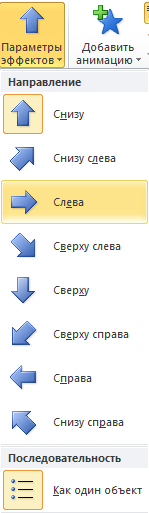 Параметры Добавить
эффектов анимацию
Направление
Снизу
Снизу слева
Слева
Сверху слева
Сверху
Сверху справа
Справа
Снизу справа
Последовательность
Как один объект